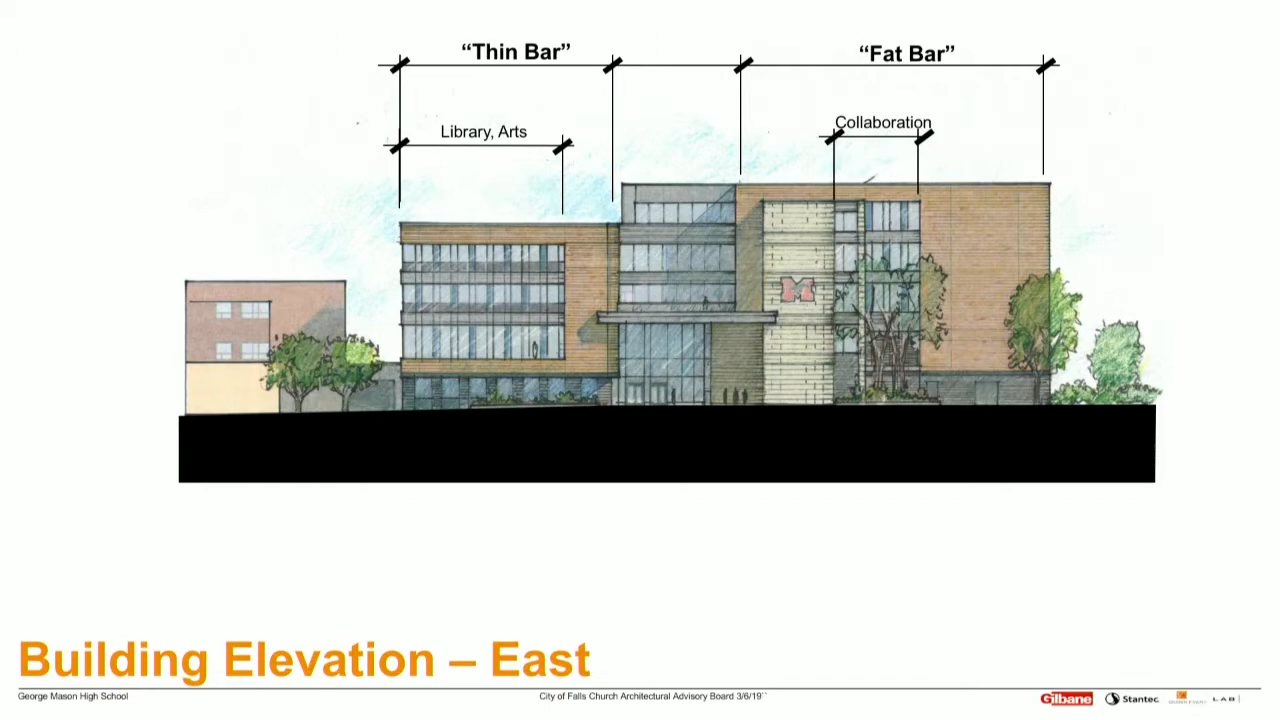 “Thin Bar”
“Fat Bar”
Library, Arts
Collaboration
M
Building Elevation – East
George Mason High School
City of Falls Church Architectural Advisory Board 3/6/19``
Gilbane
Stantec
LAB